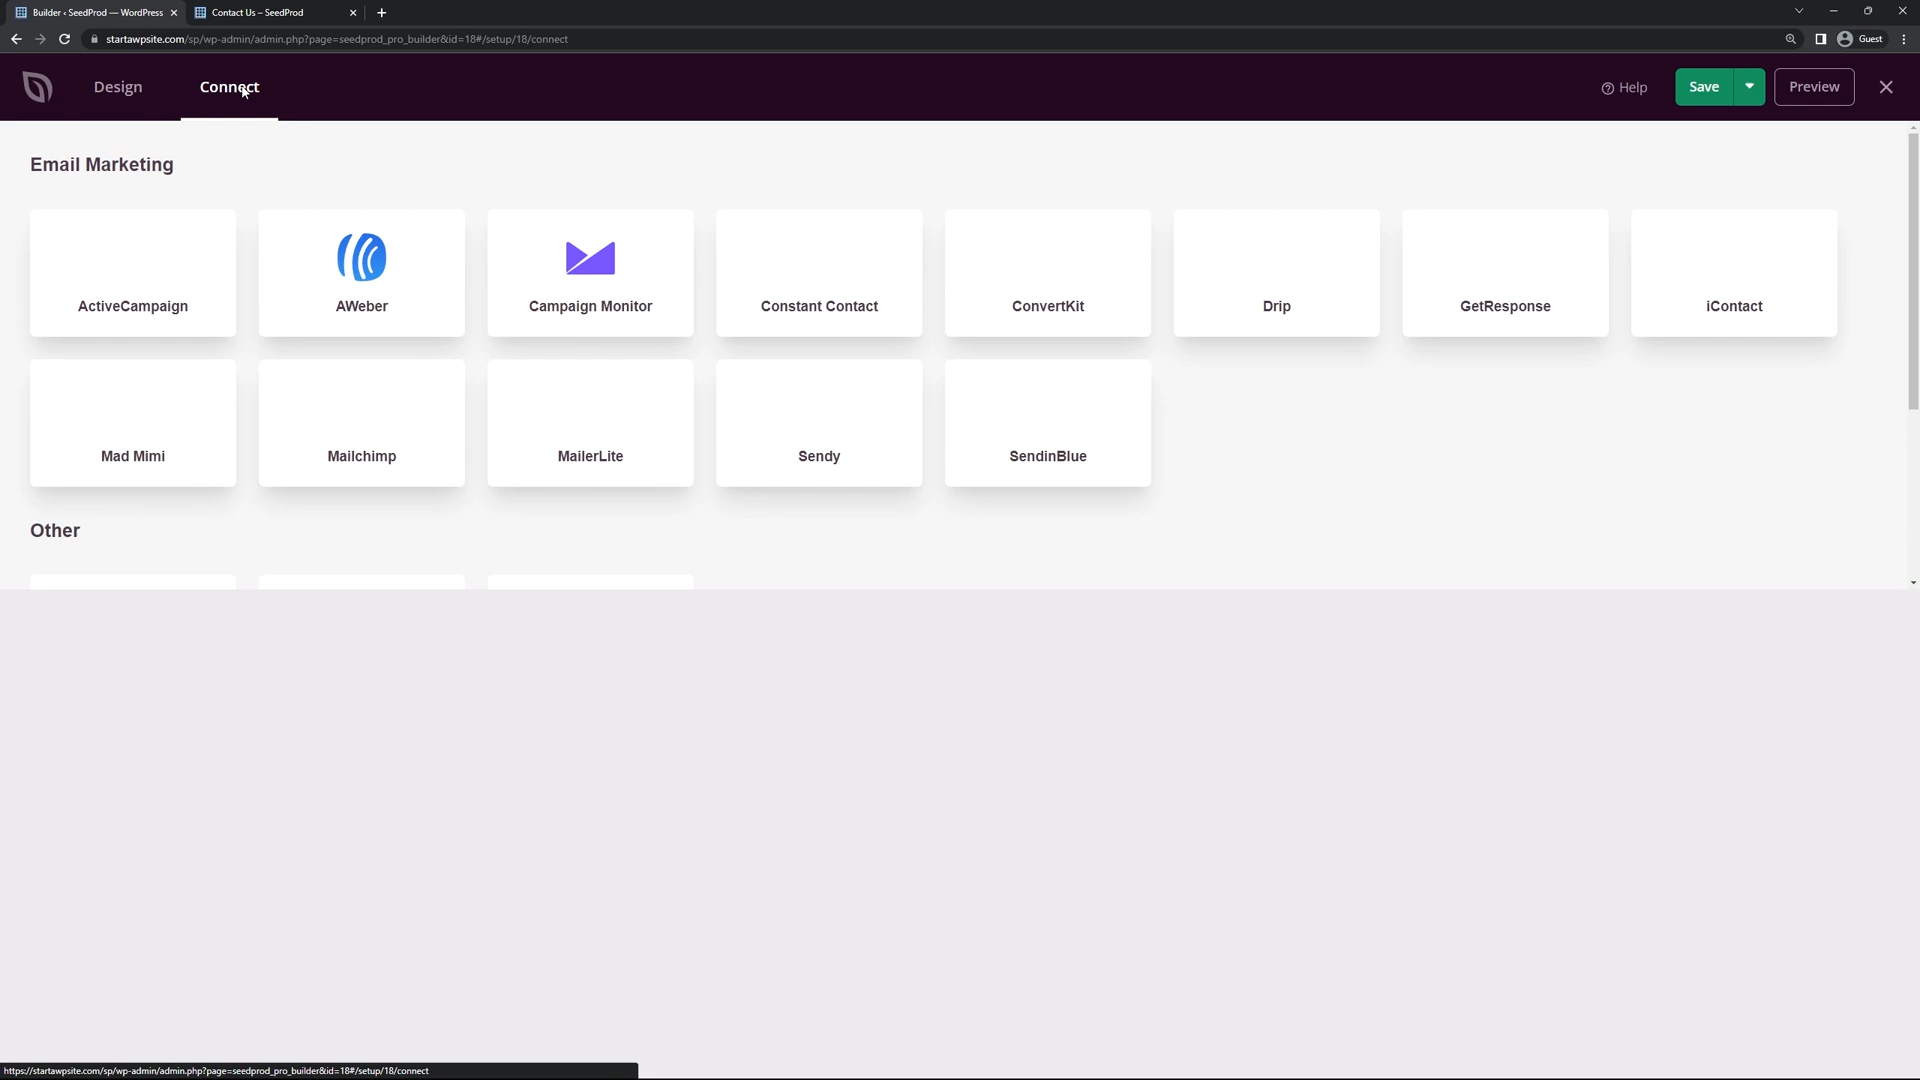 Builder ‹ SeedProd — WordPress
Contact Us – SeedProd
startawpsite.com/sp/wp-admin/admin.php?page=seedprod_pro_builder&id=18#/setup/18/connect
Guest
Design
Connect
Help
Save
Preview
Email Marketing
ActiveCampaign
AWeber
Campaign Monitor
Constant Contact
ConvertKit
Drip
GetResponse
iContact
Mad Mimi
Mailchimp
MailerLite
Sendy
SendinBlue
Other
https://startawpsite.com/sp/wp-admin/admin.php?page=seedprod_pro_builder&id=18#/setup/18/connect